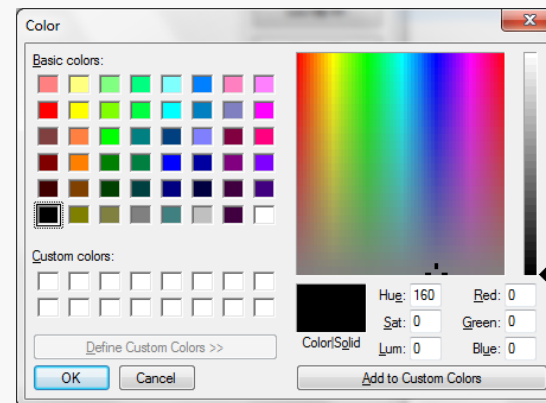 Color
Basic colors:
Custom colors:
Define Custom Colors >>
OK
Cancel
Color|Solid
Hue: 160
Sat: 0
Lum: 0
Red: 0
Green: 0
Blue: 0
Add to Custom Colors